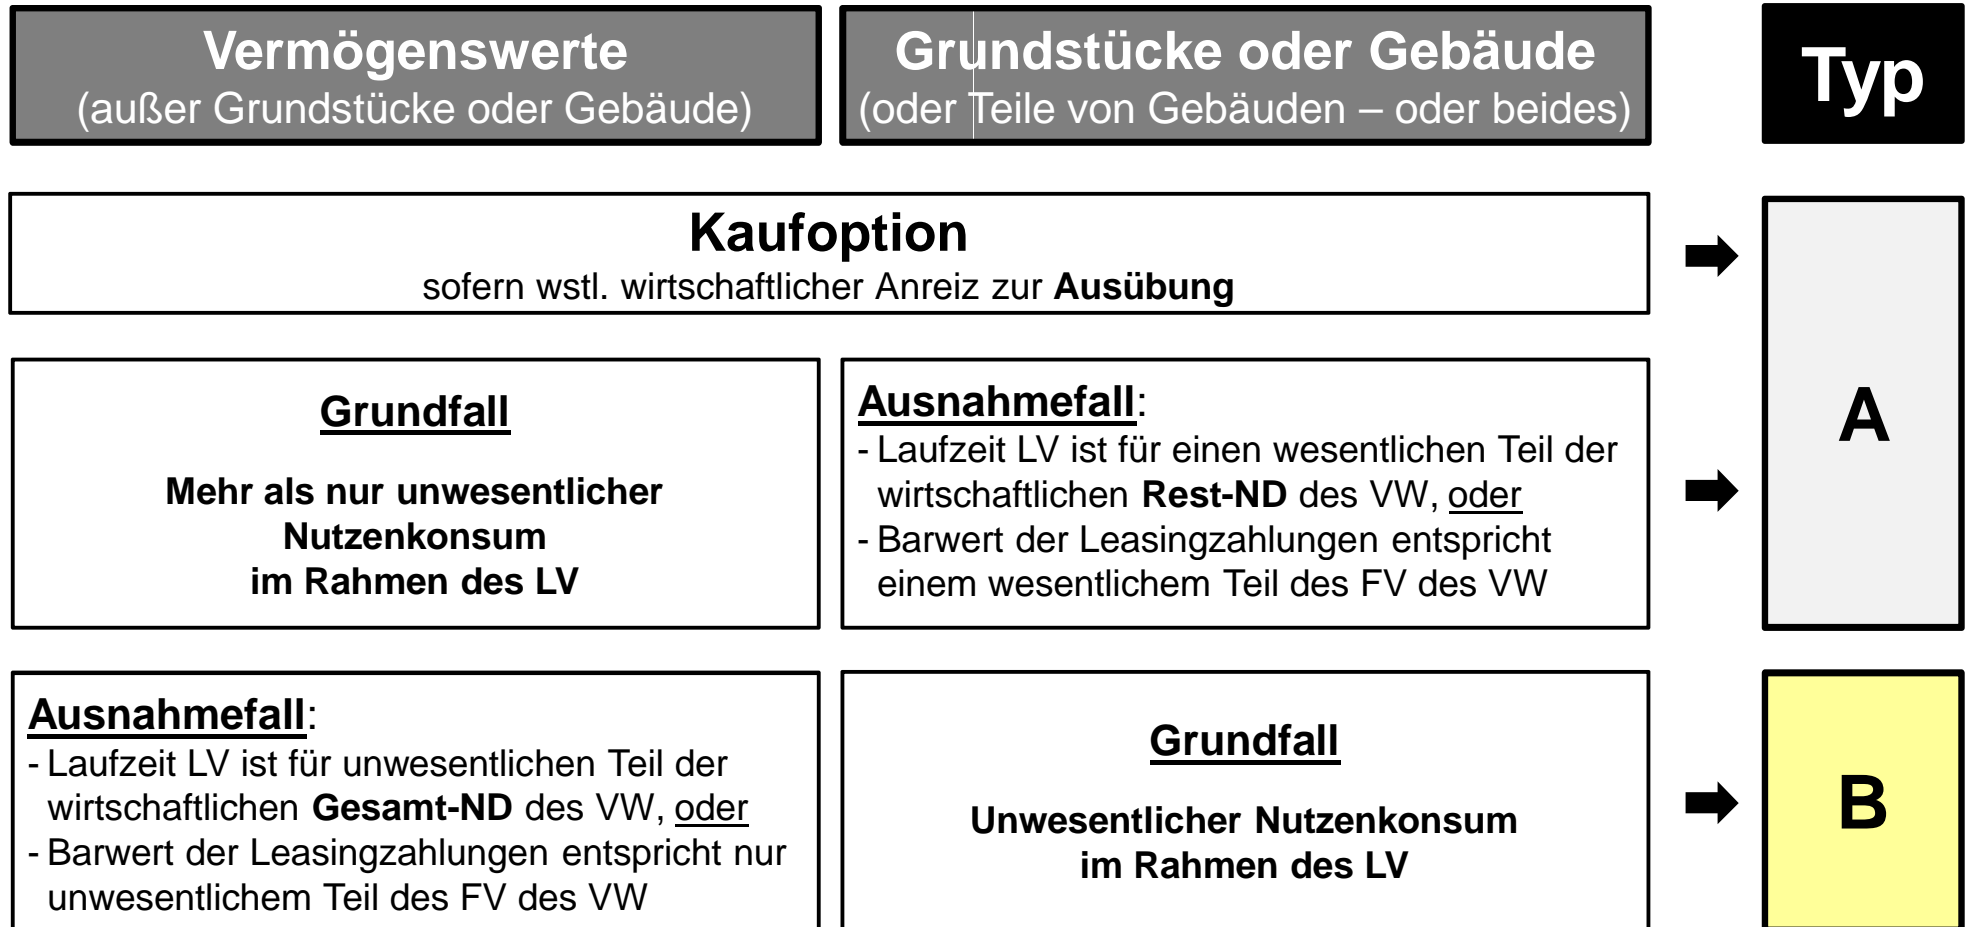 Vermögenswerte
(außer Grundstücke oder Gebäude)
Grundstücke oder Gebäude
(oder Teile von Gebäuden – oder beides)
Typ
Kaufoption
sofern wstl. wirtschaftlicher Anreiz zur Ausübung
Grundfall
Mehr als nur unwesentlicher
Nutzenkonsum
im Rahmen des LV
Ausnahmefall:
- Laufzeit LV ist für einen wesentlichen Teil der
wirtschaftlichen Rest-ND des VW, oder
- Barwert der Leasingzahlungen entspricht
einem wesentlichem Teil des FV des VW
A
Ausnahmefall:
- Laufzeit LV ist für unwesentlichen Teil der
wirtschaftlichen Gesamt-ND des VW, oder
- Barwert der Leasingzahlungen entspricht nur
unwesentlichem Teil des FV des VW
Grundfall
Unwesentlicher Nutzenkonsum
im Rahmen des LV
B